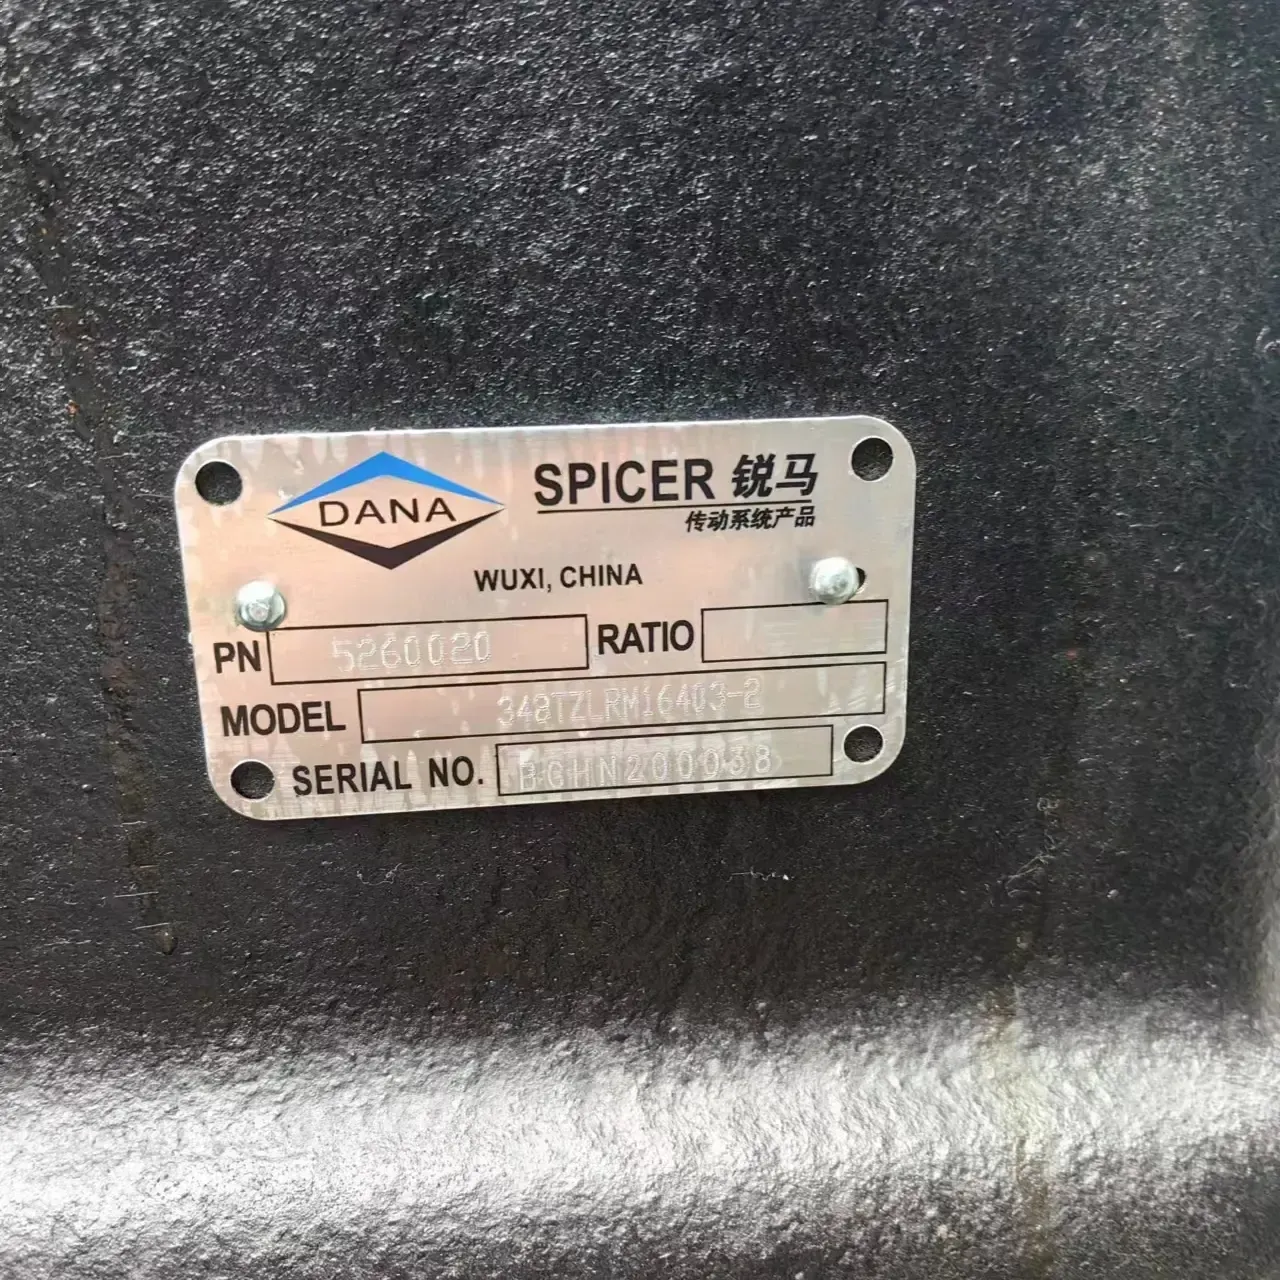 DANA
SPICER 锐马
传动系统产品
WUXI, CHINA
PN 5260020 RATIO
MODEL 348TZLRM16403-2
SERIAL NO. BGHN200038